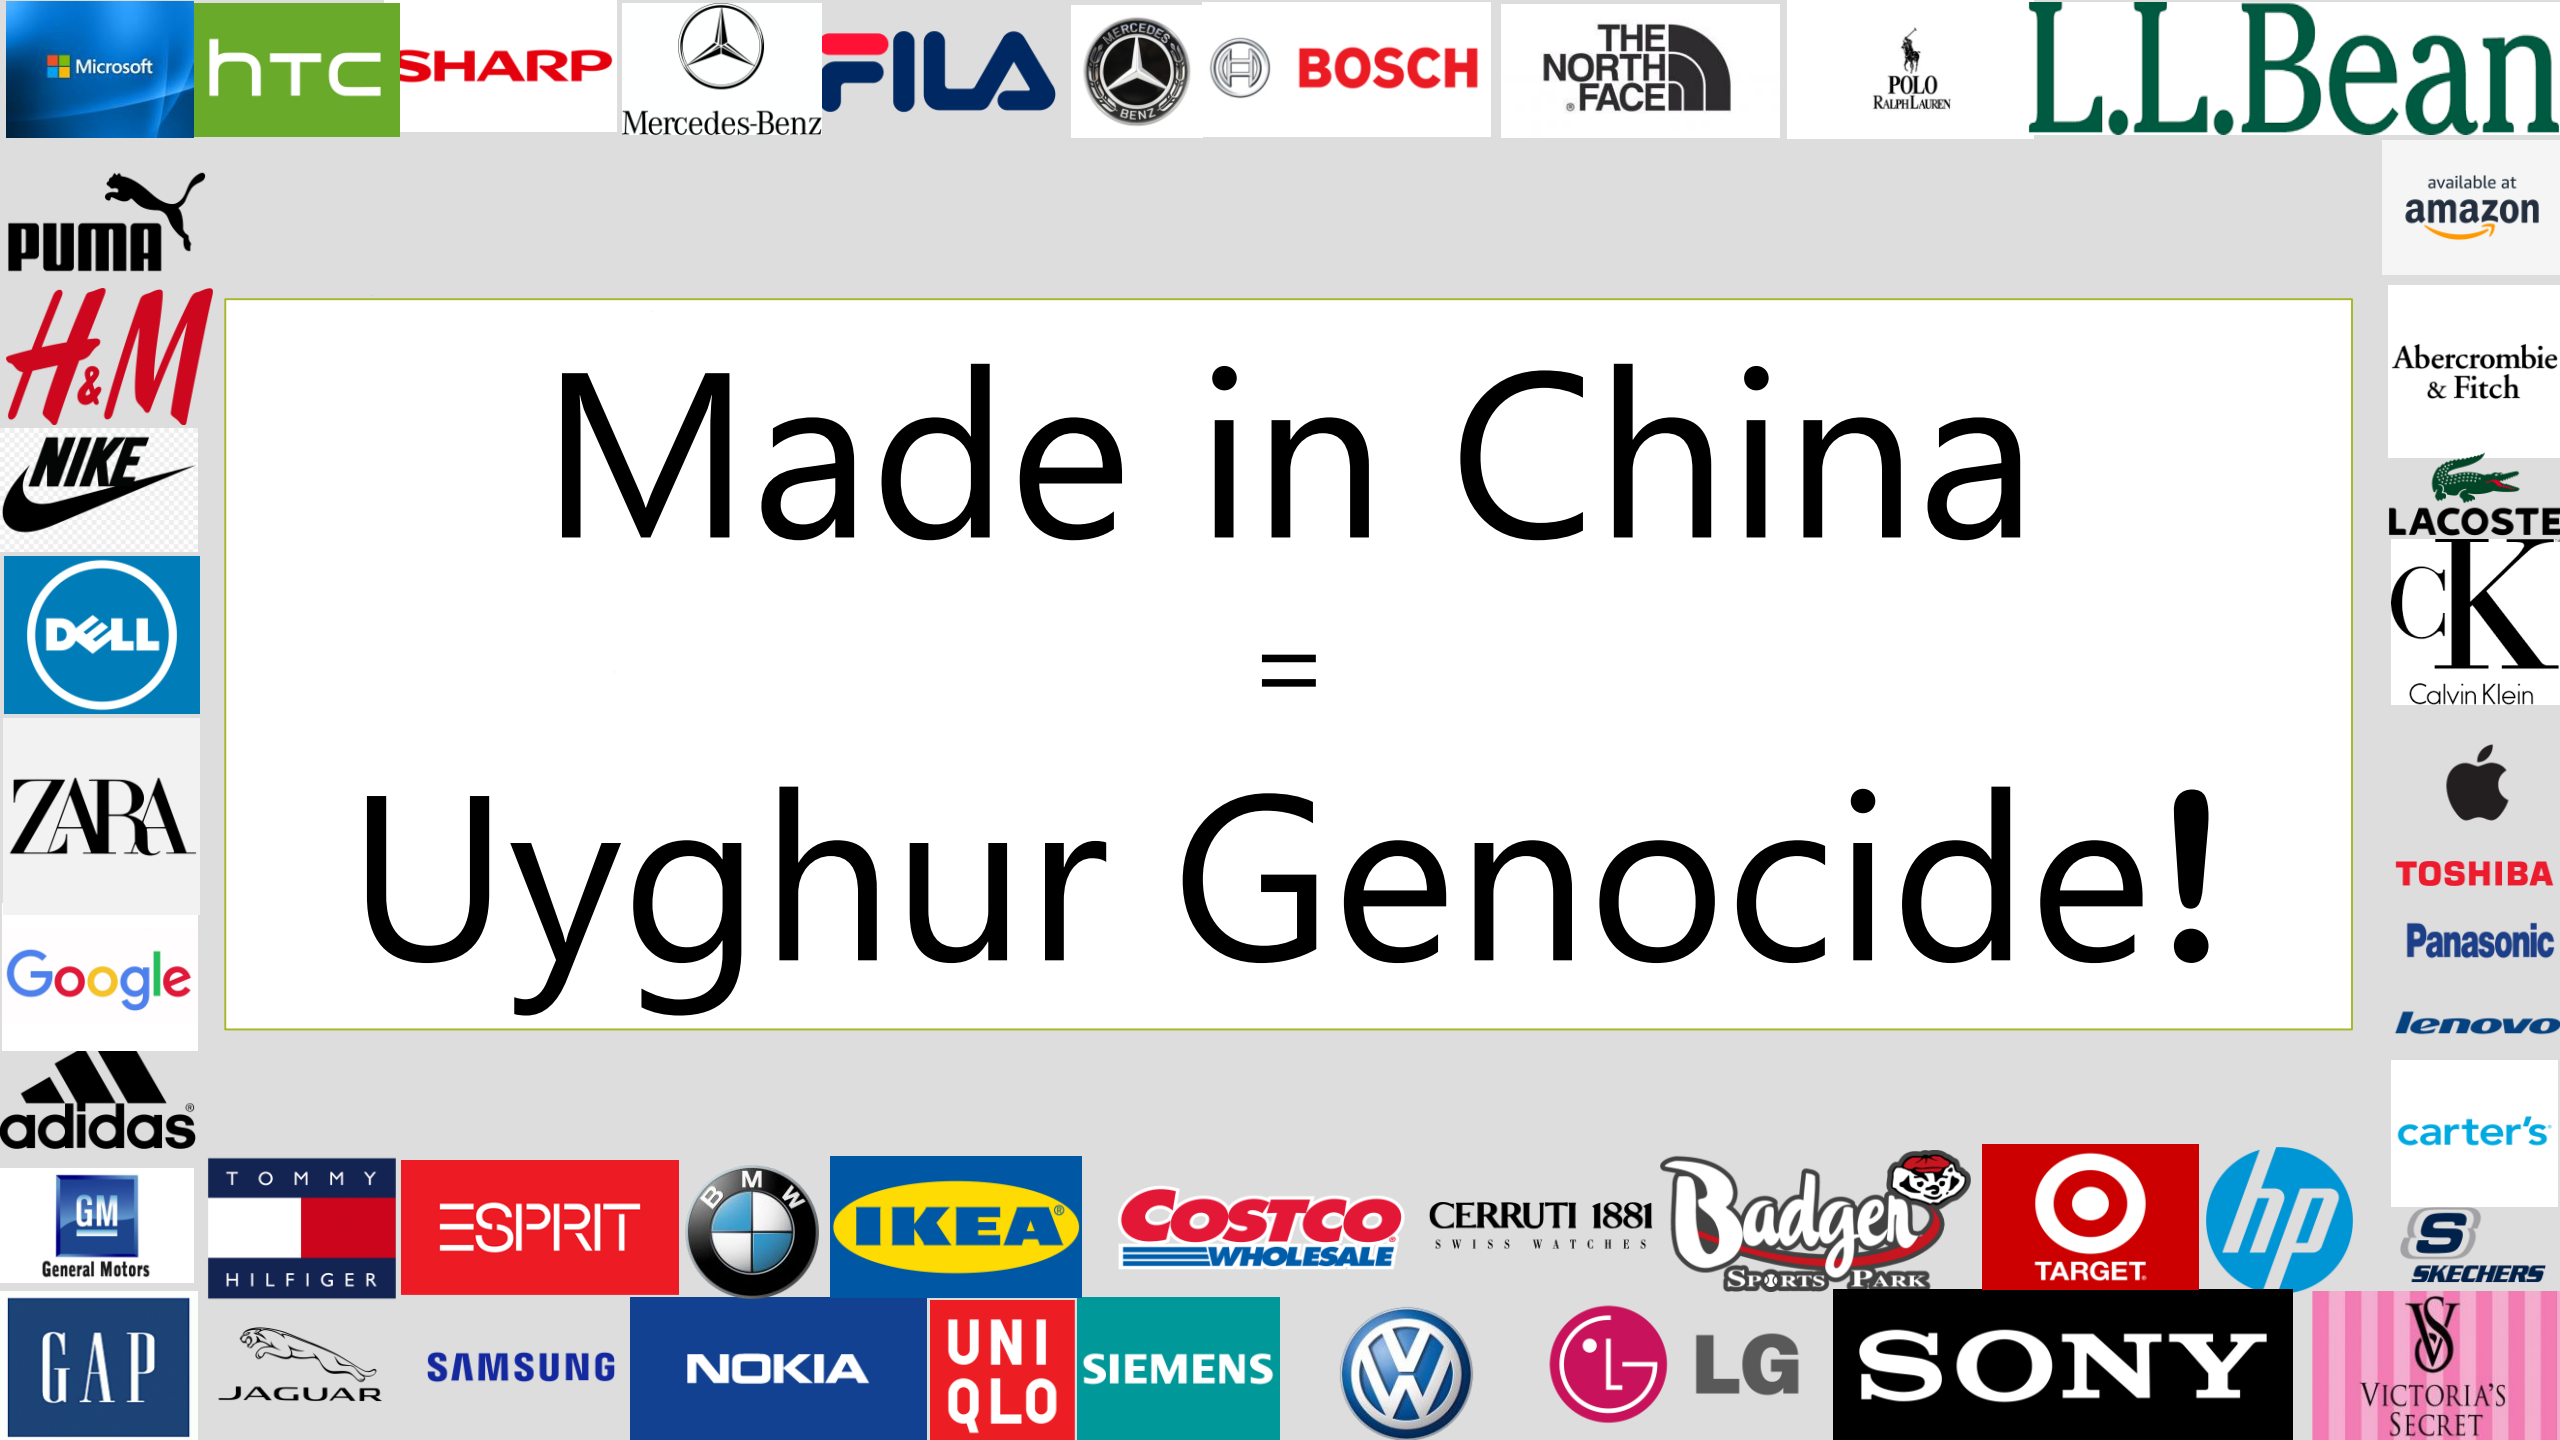 Microsoft
hTC
SHARP
Mercedes-Benz
FILA
MERCEDES
BENZ
BOSCH
THE
NORTH
FACE
®
POLO
RALPH LAUREN
L.L.Bean
PUMA
available at
amazon
H&M
Abercrombie
& Fitch
NIKE
LACOSTE
DELL
CK
Calvin Klein
ZARA
TOSHIBA
Google
Panasonic
lenovo
Made in China
=
Uyghur Genocide!
adidas®
carter's
GM
General Motors
TOMMY
HILFIGER
ESPRIT
BMW
IKEA®
COSTCO
WHOLESALE
CERRUTI 1881
SWISS WATCHES
Badger
SPORTS PARK
TARGET
hp
S
SKECHERS
GAP
JAGUAR
SAMSUNG
NOKIA
UNI
QLO
SIEMENS
VW
LG
SONY
VS
VICTORIA'S
SECRET